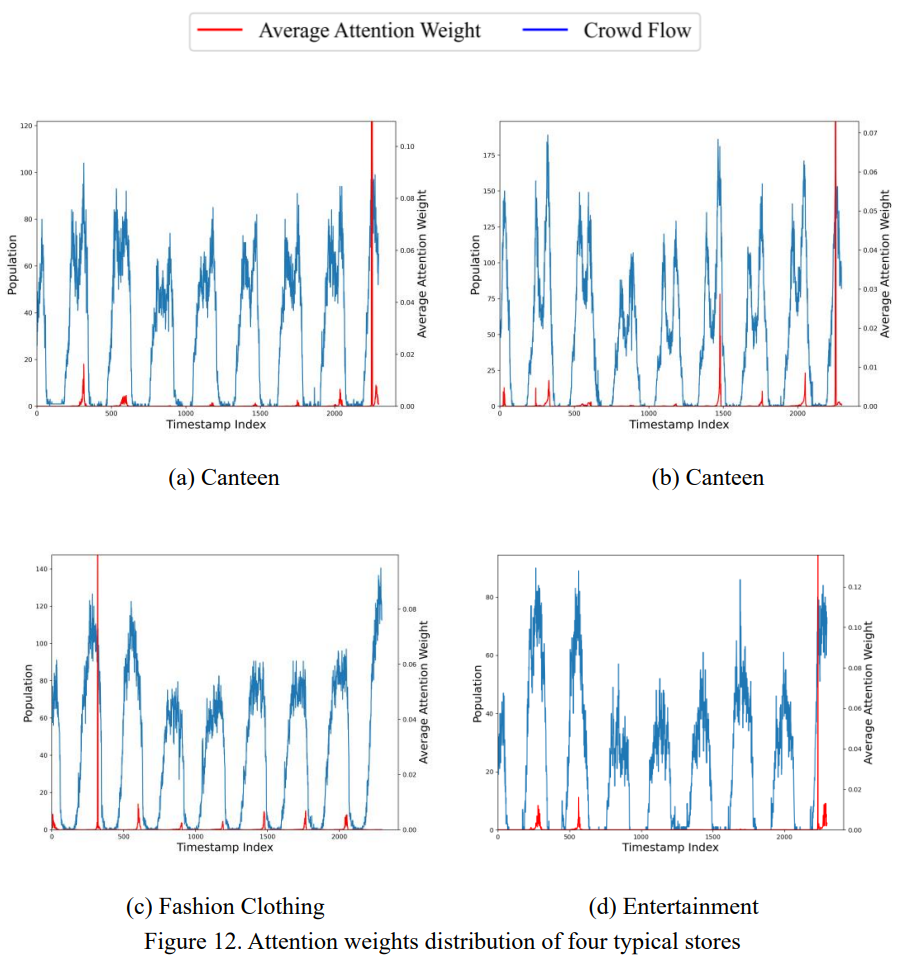 Average Attention Weight Crowd Flow
120
100
80
60
40
20
0
0.10
0.08
0.06
0.04
0.02
0.00
0 500 1000 1500 2000
Population
Average Attention Weight
Timestamp Index
(a) Canteen
175
150
125
100
75
50
25
0
0.07
0.06
0.05
0.04
0.03
0.02
0.01
0.00
0 500 1000 1500 2000
Population
Average Attention Weight
Timestamp Index
(b) Canteen
140
120
100
80
60
40
20
0
0.08
0.06
0.04
0.02
0.00
0 500 1000 1500 2000
Population
Average Attention Weight
Timestamp Index
(c) Fashion Clothing
80
60
40
20
0
0.12
0.10
0.08
0.06
0.04
0.02
0.00
0 500 1000 1500 2000
Population
Average Attention Weight
Timestamp Index
(d) Entertainment
Figure 12. Attention weights distribution of four typical stores